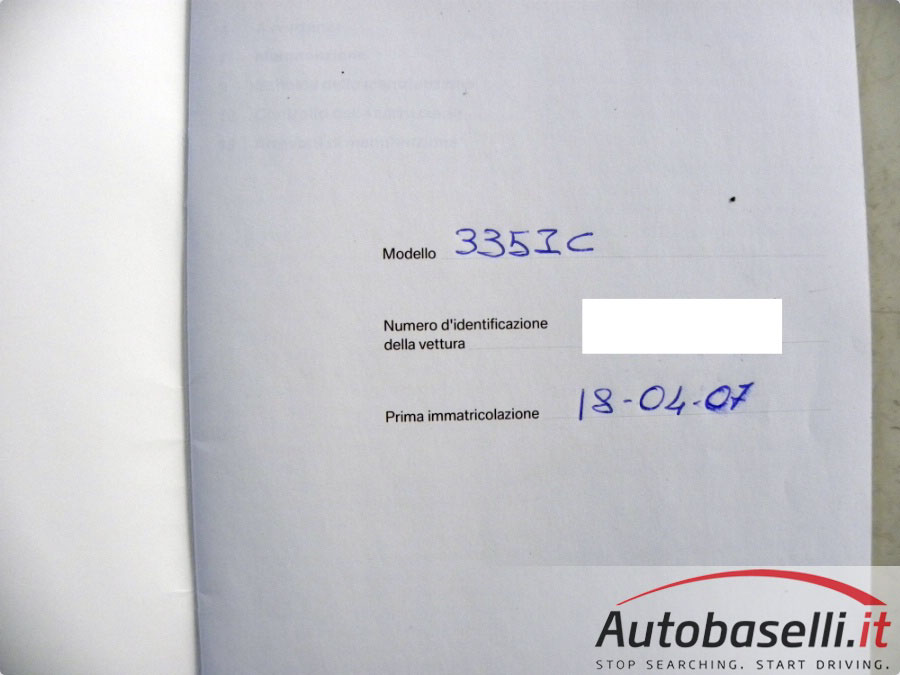 Modello 335IC
Numero d'identificazione
della vettura
Prima immatricolazione 18-04-07
Autobaselli.it
STOP SEARCHING. START DRIVING.